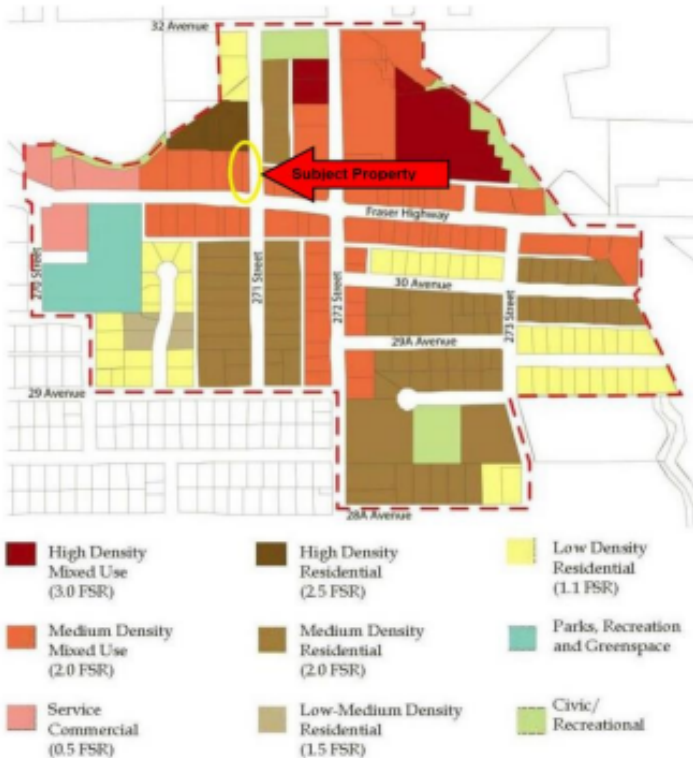 32 Avenue
Subject Property
Fraser Highway
270 Street
271 Street
272 Street
273 Street
30 Avenue
29A Avenue
29 Avenue
28A Avenue
High Density
Mixed Use
(3.0 FSR)
High Density
Residential
(2.5 FSR)
Low Density
Residential
(1.1 FSR)
Medium Density
Mixed Use
(2.0 FSR)
Medium Density
Residential
(2.0 FSR)
Parks, Recreation
and Greenspace
Service
Commercial
(0.5 FSR)
Low-Medium Density
Residential
(1.5 FSR)
Civic/
Recreational